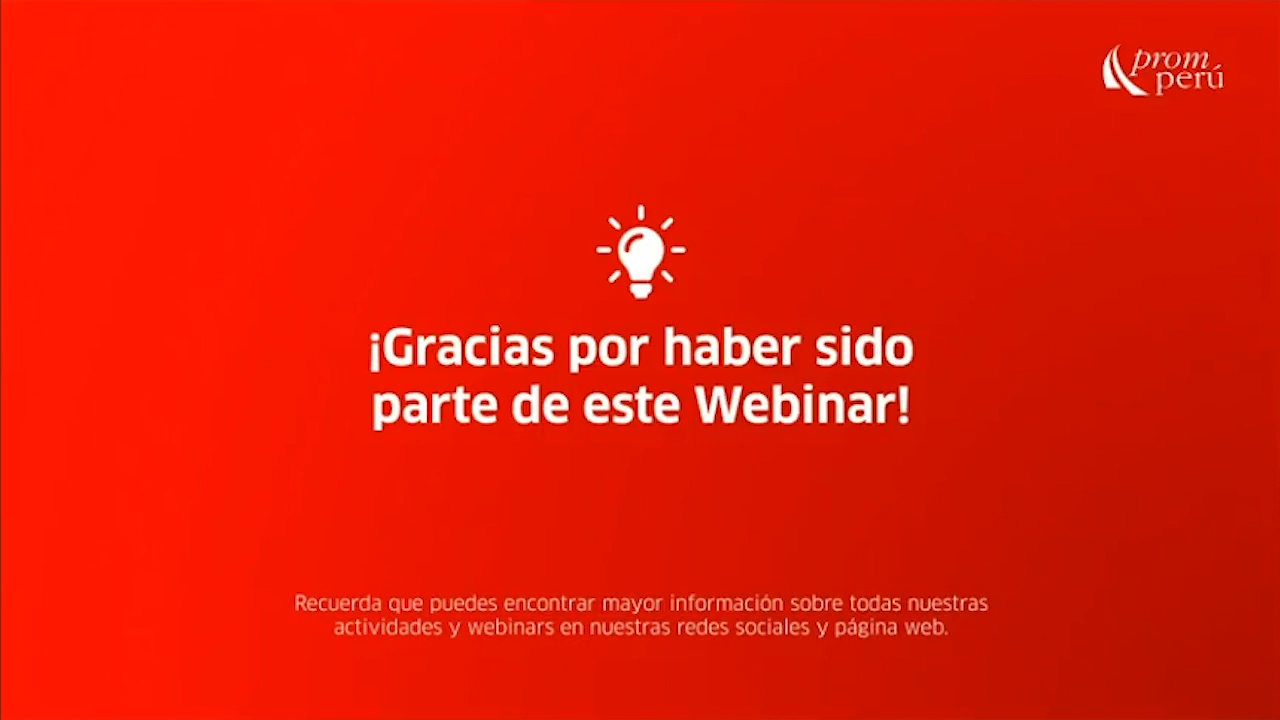 prom
perú
¡Gracias por haber sido
parte de este Webinar!
Recuerda que puedes encontrar mayor información sobre todas nuestras
actividades y webinars en nuestras redes sociales y página web.